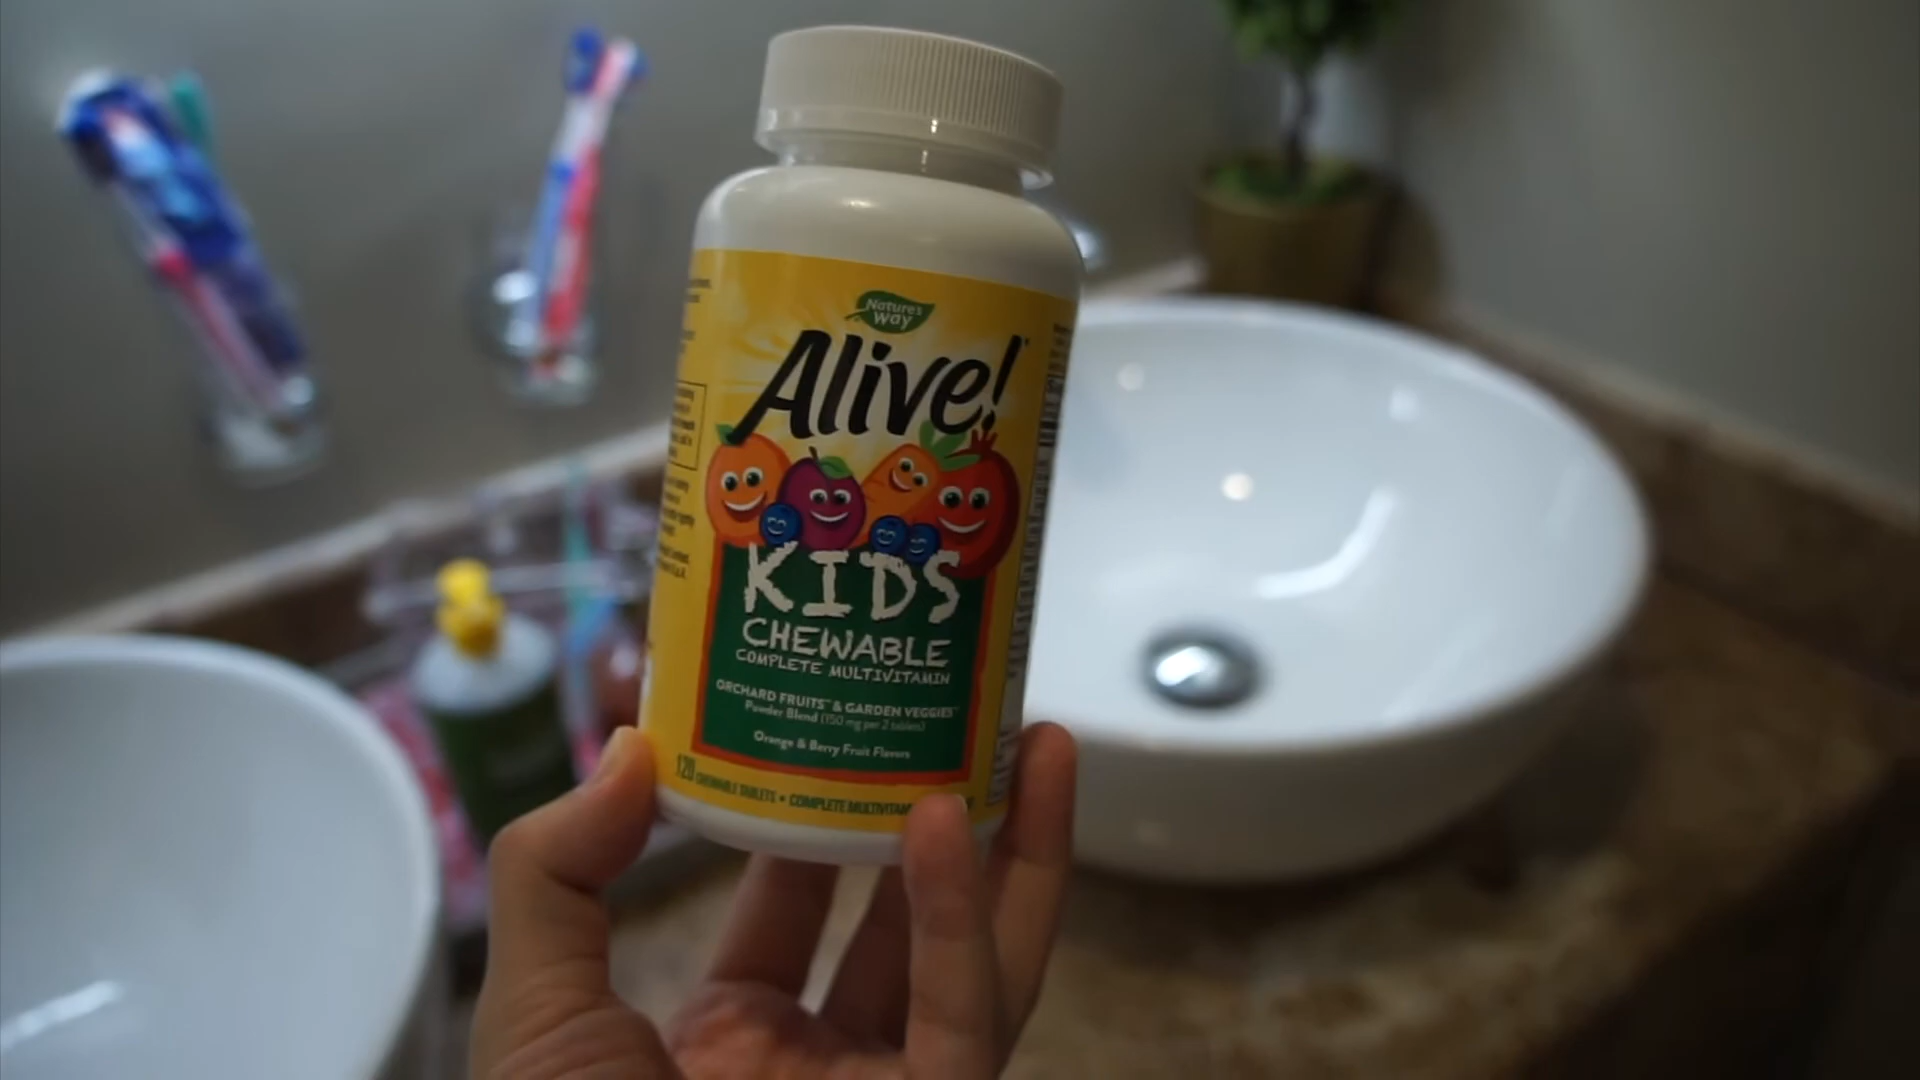 Nature's
Way
Alive!
KIDS
CHEWABLE
COMPLETE MULTIVITAMIN
ORCHARD FRUITS™ & GARDEN VEGGIES™
Powder Blend (150 mg per 2 tablets)
Orange & Berry Fruit Flavors
120 CHEWABLE TABLETS • COMPLETE